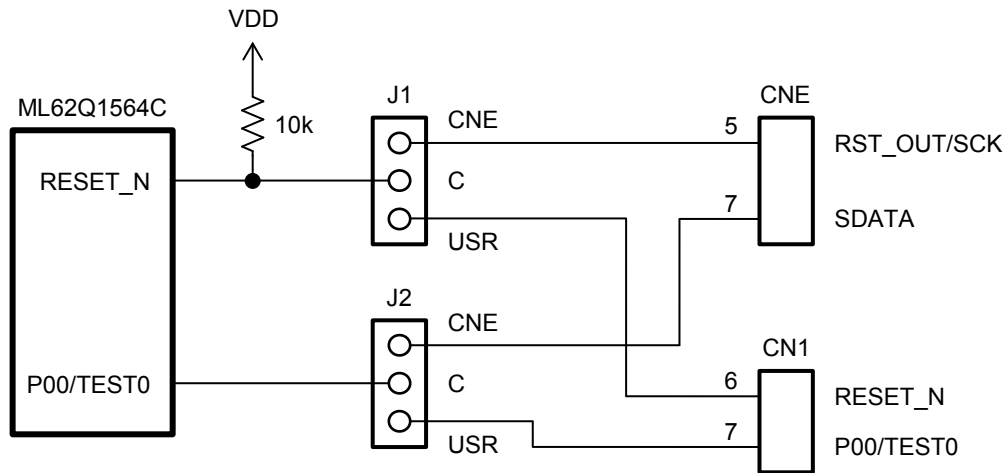 VDD
ML62Q1564C
10k
RESET_N
P00/TEST0
J1
CNE
C
USR
J2
CNE
C
USR
CNE
5
RST_OUT/SCK
7
SDATA
CN1
6
RESET_N
7
P00/TEST0